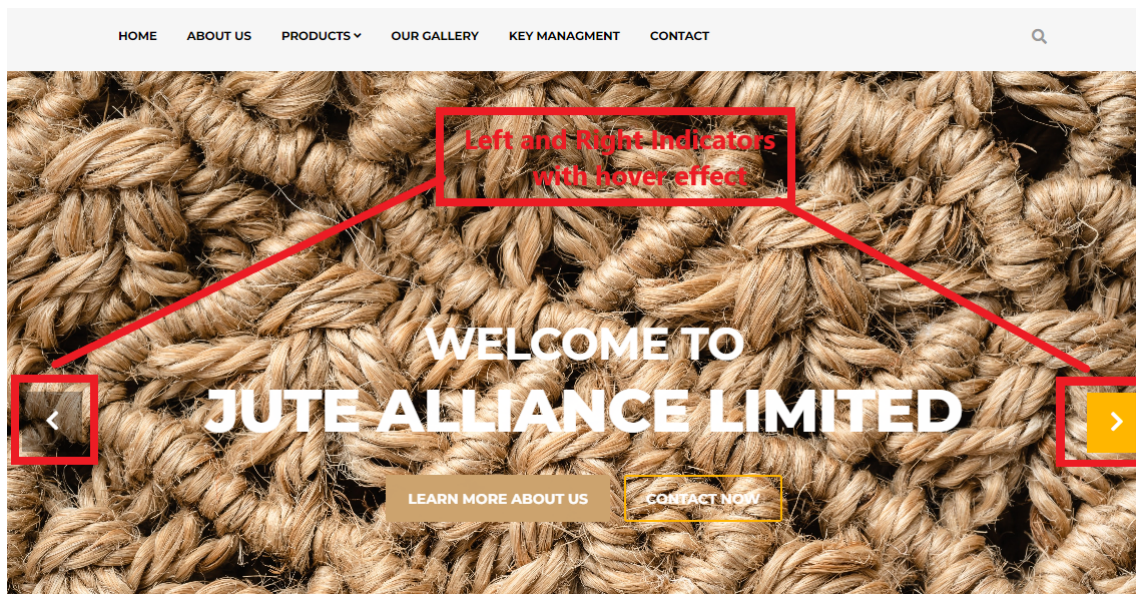 HOME ABOUT US PRODUCTS OUR GALLERY KEY MANAGMENT CONTACT
Left and Right Indicators
with hover effect
WELCOME TO
JUTE ALLIANCE LIMITED
LEARN MORE ABOUT US CONTACT NOW